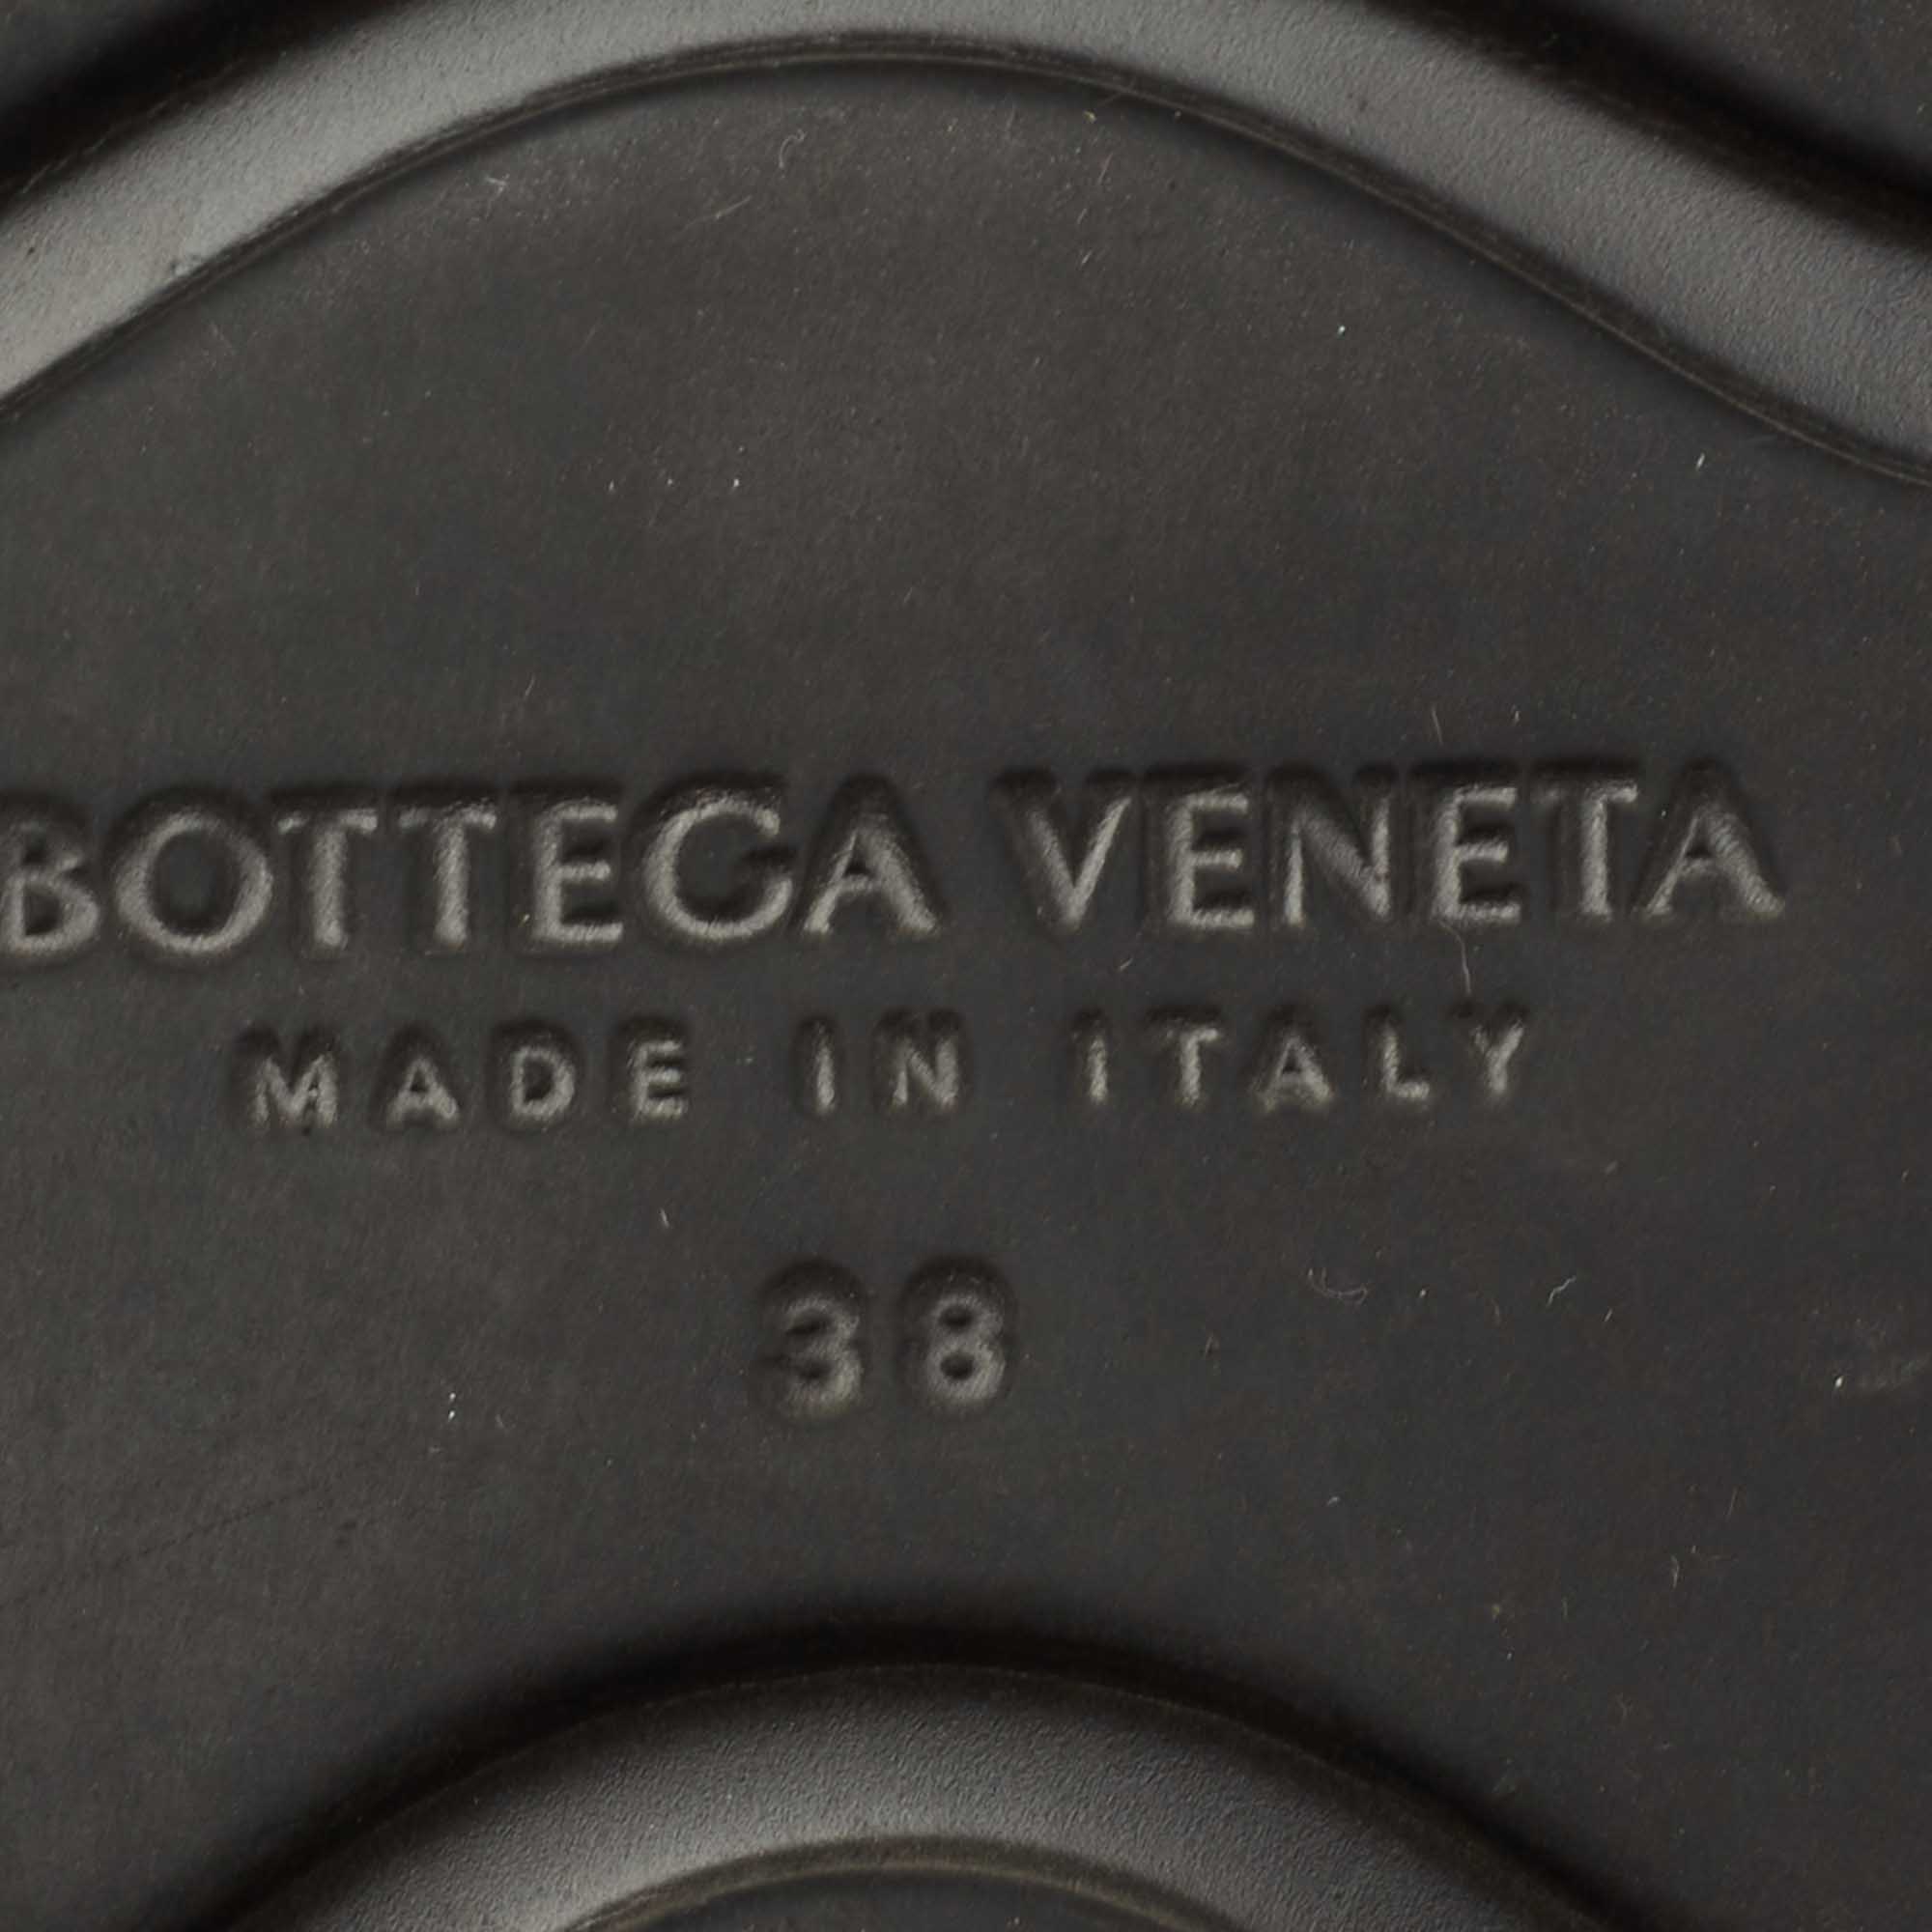 BOTTEGA VENETA
MADE IN ITALY
38